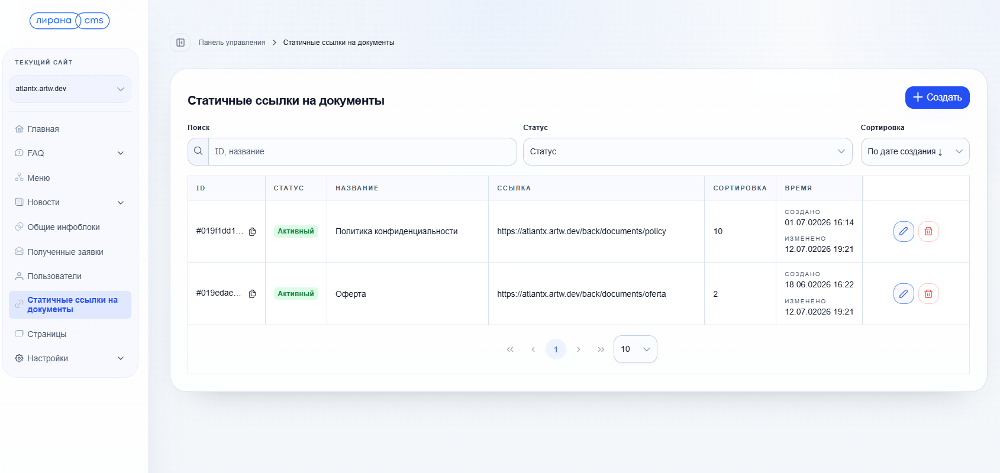 лирана cms
ТЕКУЩИЙ САЙТ
atlantx.artw.dev
Главная
FAQ
Меню
Новости
Общие инфоблоки
Полученные заявки
Пользователи
Статичные ссылки на
документы
Страницы
Настройки
Панель управления > Статичные ссылки на документы
Статичные ссылки на документы
Создать
Поиск
Статус
Сортировка
ID, название
Статус
По дате создания ↓
ID СТАТУС НАЗВАНИЕ ССЫЛКА СОРТИРОВКА ВРЕМЯ
#019f1dd1... Активный Политика конфиденциальности https://atlantx.artw.dev/back/documents/policy 10
СОЗДАНО
01.07.02026 16:14
ИЗМЕНЕНО
12.07.02026 19:21
#019edae... Активный Оферта https://atlantx.artw.dev/back/documents/oferta 2
СОЗДАНО
18.06.02026 16:22
ИЗМЕНЕНО
12.07.02026 19:21
« ‹ 1 › » 10